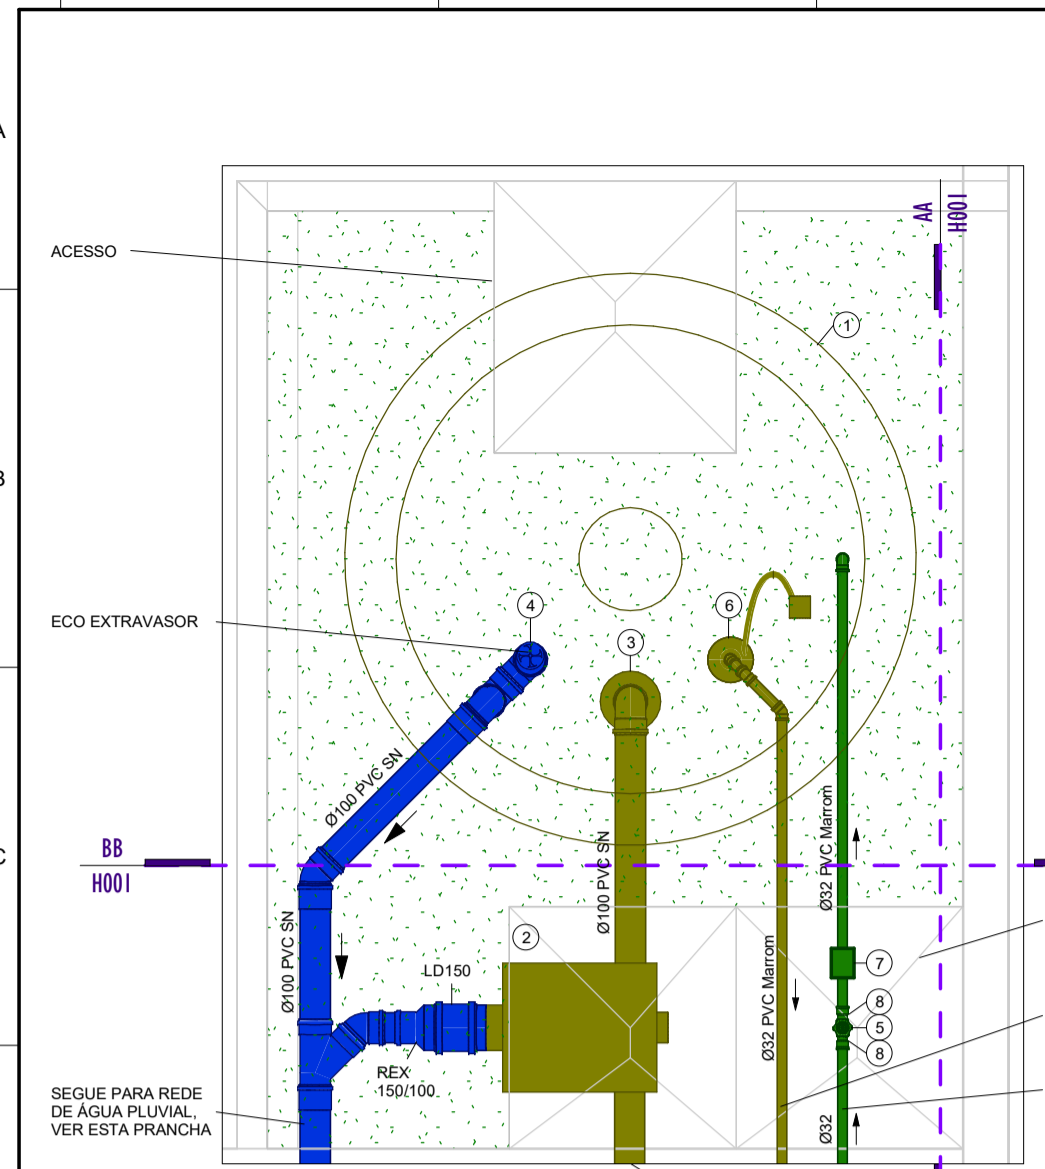 A
AA
H001
ACESSO
1
B
4
6
ECO EXTRAVASOR
3
Ø100 PVC SN
C
BB
H001
Ø100 PVC SN
Ø32 PVC Marrom
Ø100 PVC SN
2
Ø32 PVC Marrom
7
LD150
8
5
8
REX
150/100
SEGUE PARA REDE
DE ÁGUA PLUVIAL,
VER ESTA PRANCHA
Ø32